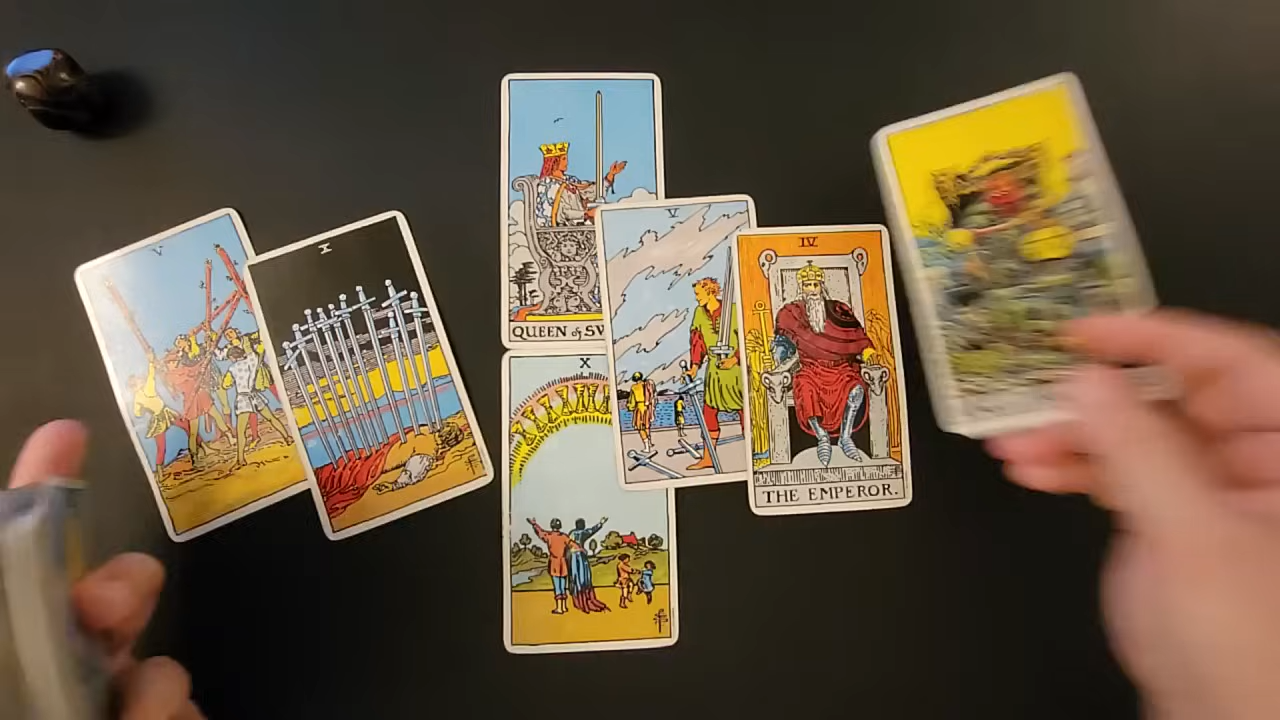 V
X
QUEEN of SW
V
IV
THE EMPEROR.
X